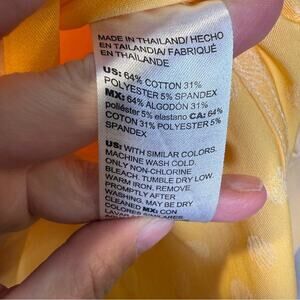 MADE IN THAILAND/ HECHO
EN TAILANDIA/ FABRIQUÉ
EN THAÏLANDE
US: 64% COTTON 31%
POLYESTER 5% SPANDEX
MX: 64% ALGODÓN 31%
poliéster 5% elastano CA: 64%
COTON 31% POLYESTER 5%
SPANDEX
US: WITH SIMILAR COLORS.
MACHINE WASH COLD.
ONLY NON-CHLORINE
BLEACH. TUMBLE DRY LOW.
WARM IRON. REMOVE
PROMPTLY AFTER
WASHING. MAY BE DRY
CLEANED MX: CON
COLORES SIMILARES